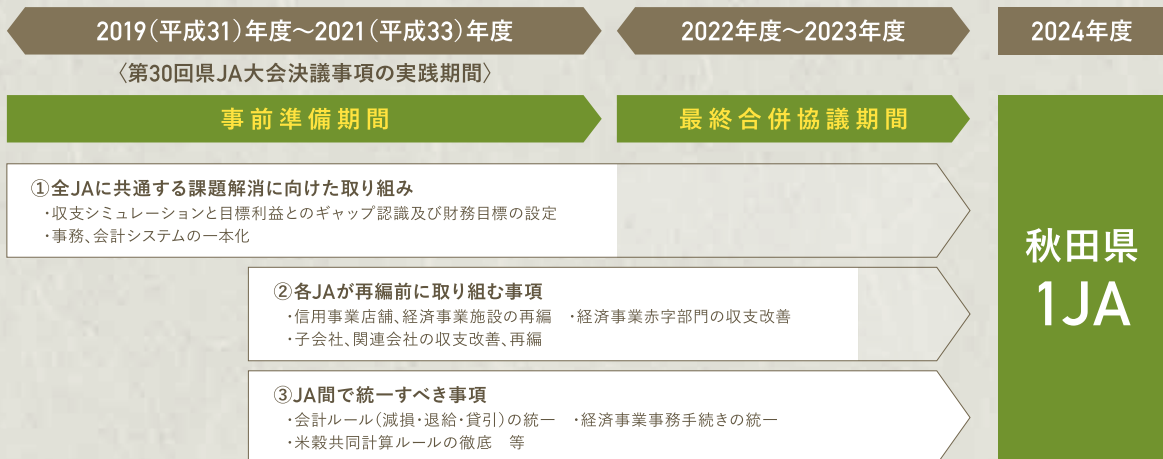 2019(平成31)年度～2021(平成33)年度
2022年度～2023年度
2024年度
〈第30回県JA大会決議事項の実践期間〉
事前準備期間
最終合併協議期間
①全JAに共通する課題解消に向けた取り組み
・収支シミュレーションと目標利益とのギャップ認識及び財務目標の設定
・事務、会計システムの一本化
②各JAが再編前に取り組む事項
・信用事業店舗、経済事業施設の再編　・経済事業赤字部門の収支改善
・子会社、関連会社の収支改善、再編
③JA間で統一すべき事項
・会計ルール(減損・退給・貸引)の統一　・経済事業事務手続きの統一
・米穀共同計算ルールの徹底　等
秋田県
1JA